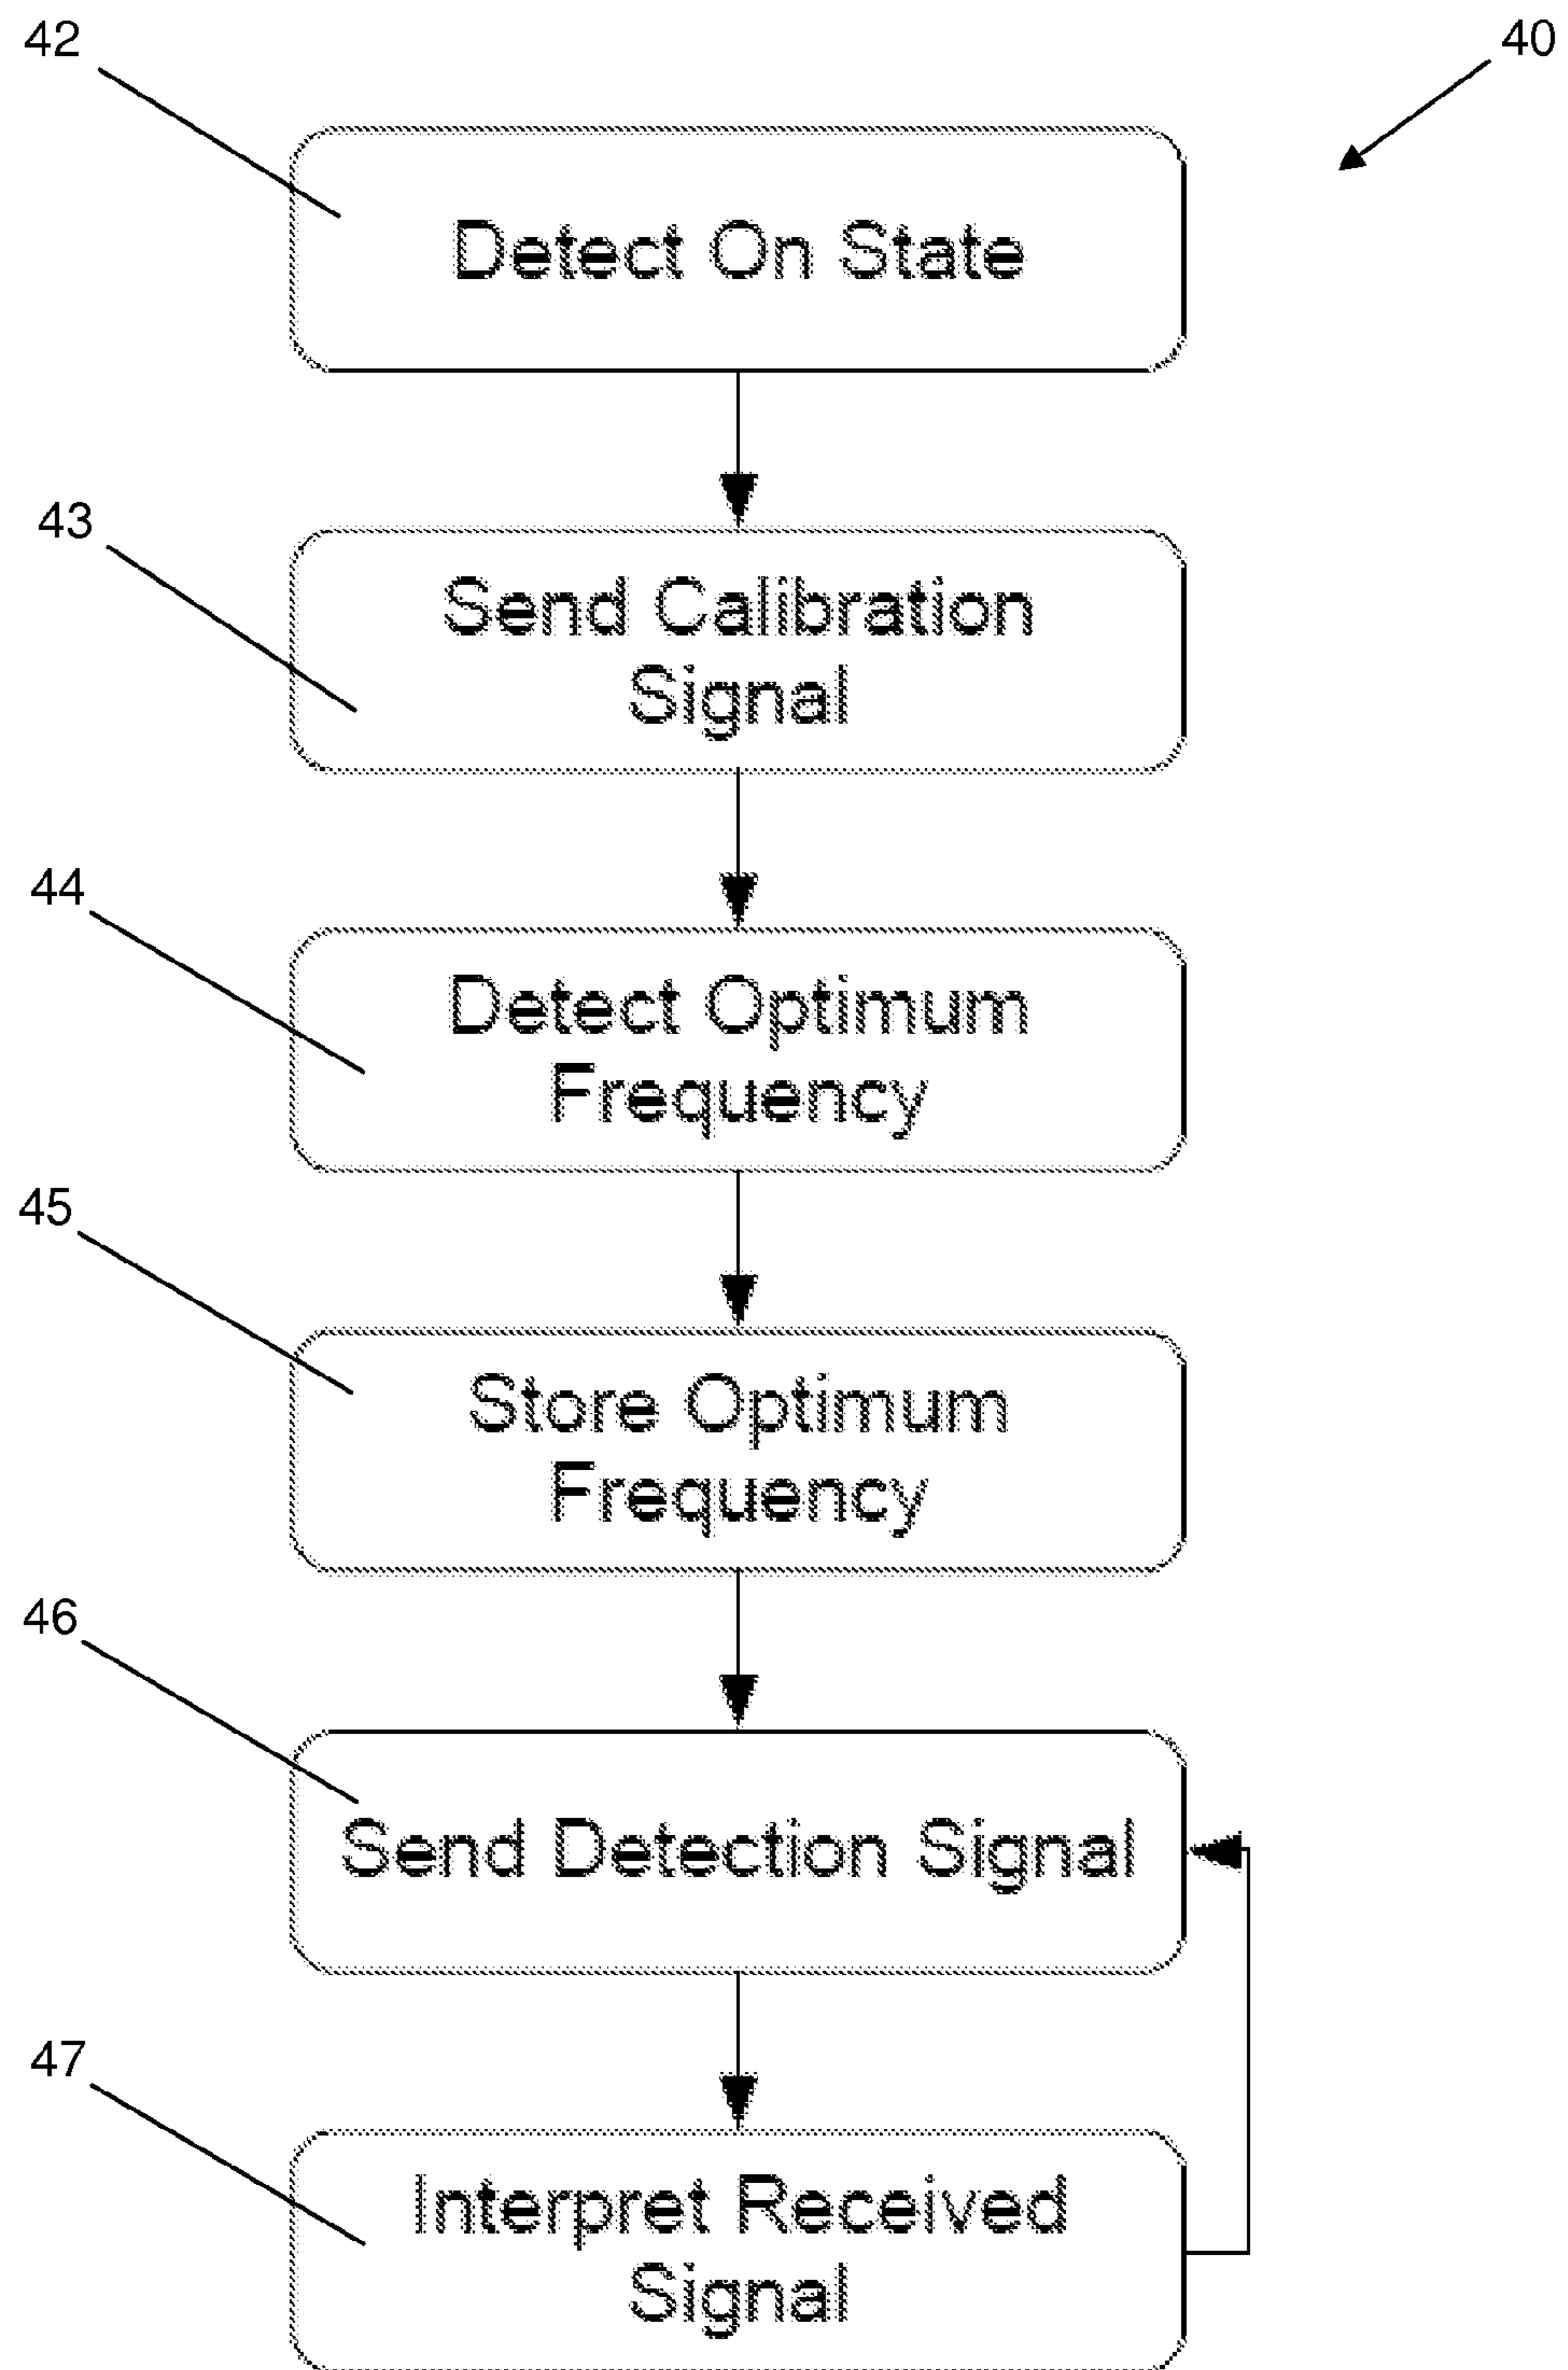 42
40
Detect On State
43
Send Calibration
Signal
44
Detect Optimum
Frequency
45
Store Optimum
Frequency
46
Send Detection Signal
47
Interpret Received
Signal